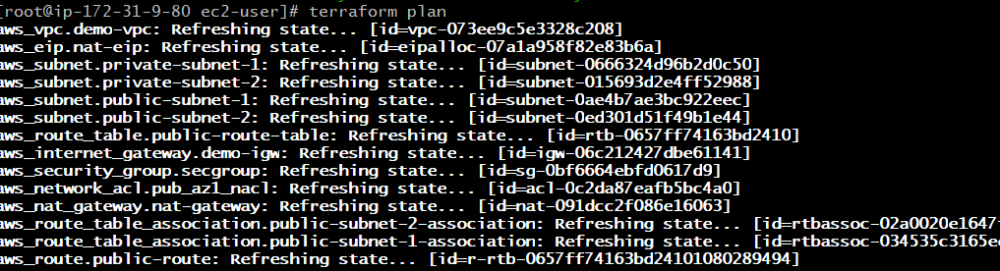 [root@ip-172-31-9-80 ec2-user]# terraform plan
aws_vpc.demo-vpc: Refreshing state... [id=vpc-073ee9c5e3328c208]
aws_eip.nat-eip: Refreshing state... [id=eipalloc-07a1a958f82e83b6a]
aws_subnet.private-subnet-1: Refreshing state... [id=subnet-0666324d96b2d0c50]
aws_subnet.private-subnet-2: Refreshing state... [id=subnet-015693d2e4ff52988]
aws_subnet.public-subnet-1: Refreshing state... [id=subnet-0ae4b7ae3bc922eec]
aws_subnet.public-subnet-2: Refreshing state... [id=subnet-0ed301d51f49b1e44]
aws_route_table.public-route-table: Refreshing state... [id=rtb-0657ff74163bd2410]
aws_internet_gateway.demo-igw: Refreshing state... [id=igw-06c212427dbe61141]
aws_security_group.secgroup: Refreshing state... [id=sg-0bf6664ebfd0617d9]
aws_network_acl.pub_az1_nacl: Refreshing state... [id=acl-0c2da87eafb5bc4a0]
aws_nat_gateway.nat-gateway: Refreshing state... [id=nat-091dcc2f086e16063]
aws_route_table_association.public-subnet-2-association: Refreshing state... [id=rtbassoc-02a0020e1647
aws_route_table_association.public-subnet-1-association: Refreshing state... [id=rtbassoc-034535c3165e
aws_route.public-route: Refreshing state... [id=r-rtb-0657ff74163bd24101080289494]